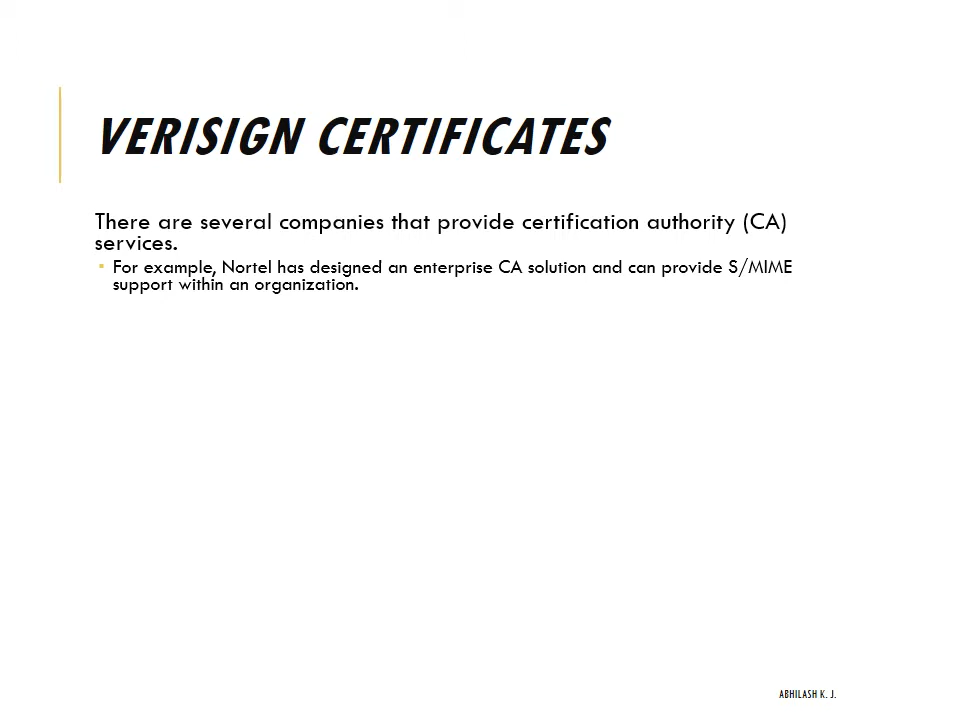 VERISIGN CERTIFICATES
There are several companies that provide certification authority (CA)
services.
▪ For example, Nortel has designed an enterprise CA solution and can provide S/MIME
support within an organization.
ABHILASH K. J.